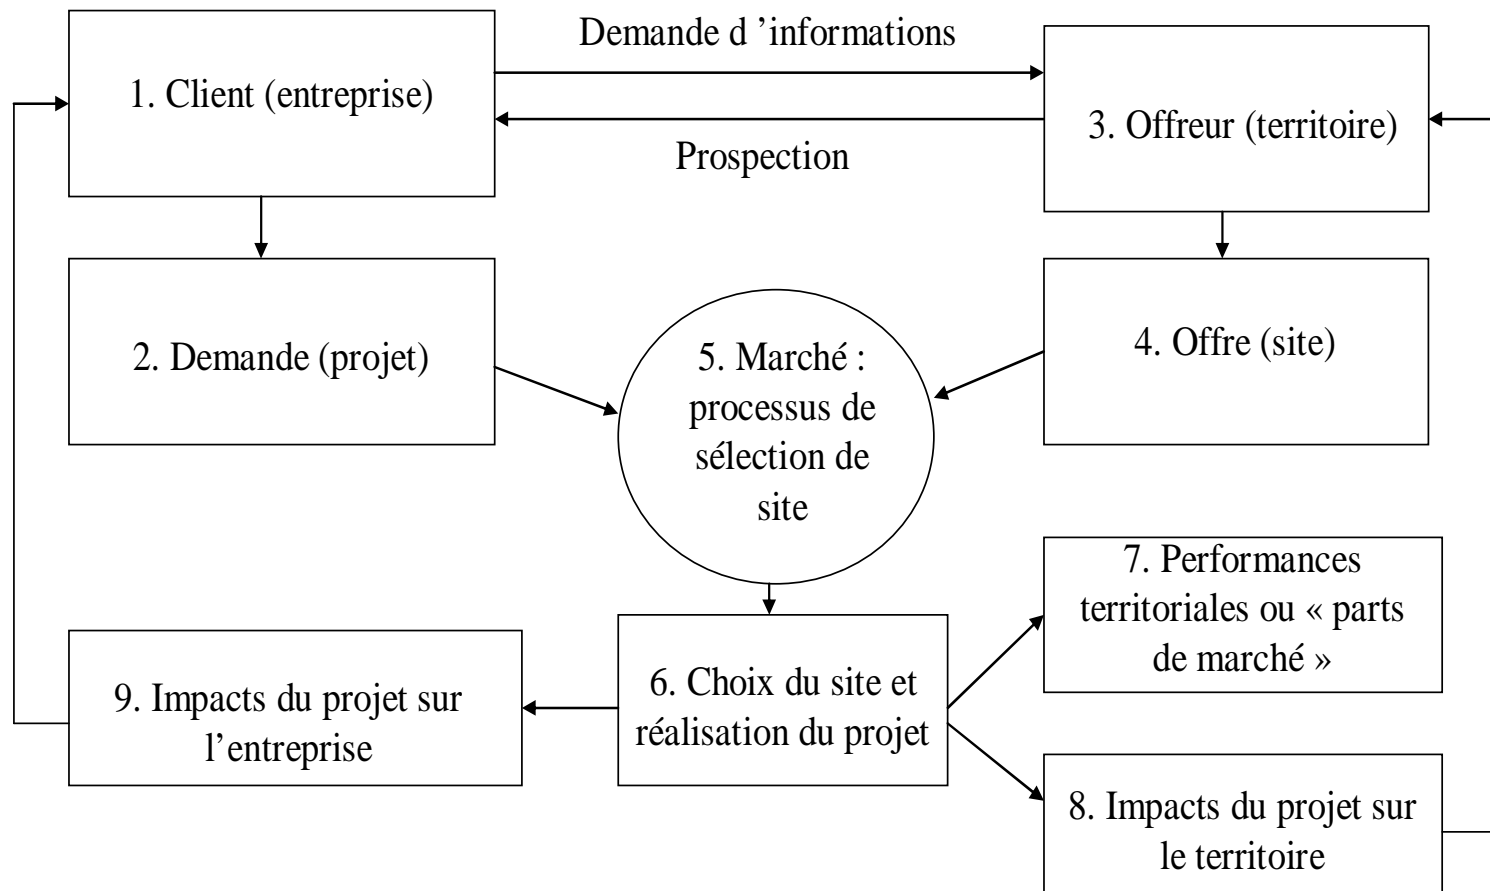 Demande d ’informations
1. Client (entreprise)
3. Offreur (territoire)
Prospection
2. Demande (projet)
4. Offre (site)
5. Marché :
processus de
sélection de
site
7. Performances
territoriales ou « parts
de marché »
6. Choix du site et
réalisation du projet
9. Impacts du projet sur
l’entreprise
8. Impacts du projet sur
le territoire